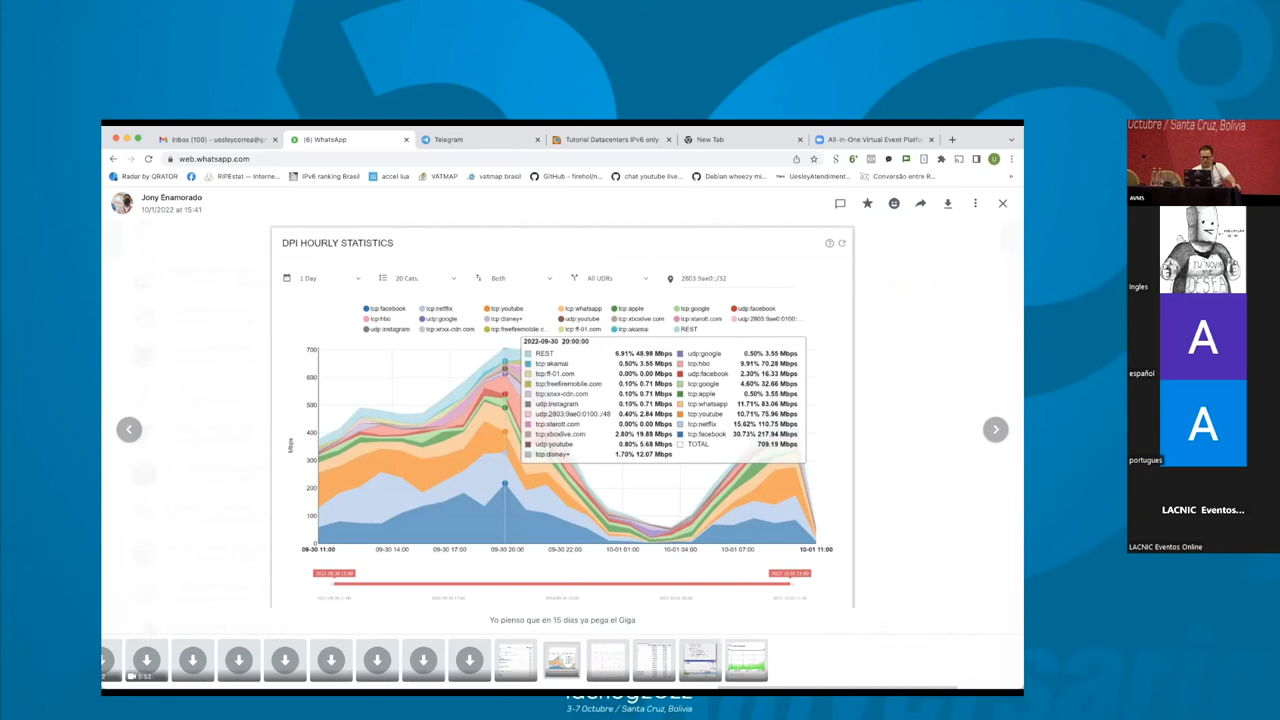 Inbox (100) - uesleycorrea@g
(6) WhatsApp
Telegram
Tutorial Datacenters IPv6 only
New Tab
All-In-One Virtual Event Platfo
web.whatsapp.com
Radar by QRATOR
RIPEstat — Interne...
IPv6 ranking Brasil
accel lua
VATMAP
vatmap brasil
GitHub - firehol/n...
chat youtube live...
Debian wheezy mi...
UesleyAtendiment...
Conversão entre R...
Jony Enamorado
10/1/2022 at 15:41
DPI HOURLY STATISTICS
1 Day
20 Cats.
Both
All UDRs
2803:9ae0::/32
tcp:facebook tcp:netflix tcp:youtube tcp:whatsapp tcp:apple tcp:google udp:facebook
tcp:hbo udp:google tcp:disney+ udp:youtube tcp:xboxlive.com tcp:starott.com udp:2803:9ae0:0100:...
udp:instagram tcp:xnxx-cdn.com tcp:freefiremobile.c... tcp:ff-01.com tcp:akamai REST
2022-09-30 20:00:00
REST 6.91% 48.98 Mbps udp:google 0.50% 3.55 Mbps
tcp:akamai 0.50% 3.55 Mbps tcp:hbo 9.91% 70.28 Mbps
tcp:ff-01.com 0.00% 0.00 Mbps udp:facebook 2.30% 16.33 Mbps
tcp:freefiremobile.com 0.10% 0.71 Mbps tcp:google 4.60% 32.66 Mbps
tcp:xnxx-cdn.com 0.10% 0.71 Mbps tcp:apple 0.50% 3.55 Mbps
udp:instagram 0.10% 0.71 Mbps tcp:whatsapp 11.71% 83.06 Mbps
udp:2803:9ae0:0100::/48 0.40% 2.84 Mbps tcp:youtube 10.71% 75.96 Mbps
tcp:starott.com 0.00% 0.00 Mbps tcp:netflix 15.62% 110.75 Mbps
tcp:xboxlive.com 2.80% 19.88 Mbps tcp:facebook 30.73% 217.94 Mbps
udp:youtube 0.80% 5.68 Mbps TOTAL 709.19 Mbps
tcp:disney+ 1.70% 12.07 Mbps
Mbps
700
600
500
400
300
200
100
0
09-30 11:00 09-30 14:00 09-30 17:00 09-30 20:00 09-30 22:00 10-01 01:00 10-01 04:00 10-01 07:00 10-01 11:00
Yo pienso que en 15 dias ya pega el Giga
0:52
3-7 Octubre / Santa Cruz, Bolivia
Octubre / Santa Cruz, Bolivia
AVMS
TU NOVIA
Ingles
A
español
A
portugues
LACNIC Eventos...
LACNIC Eventos Online